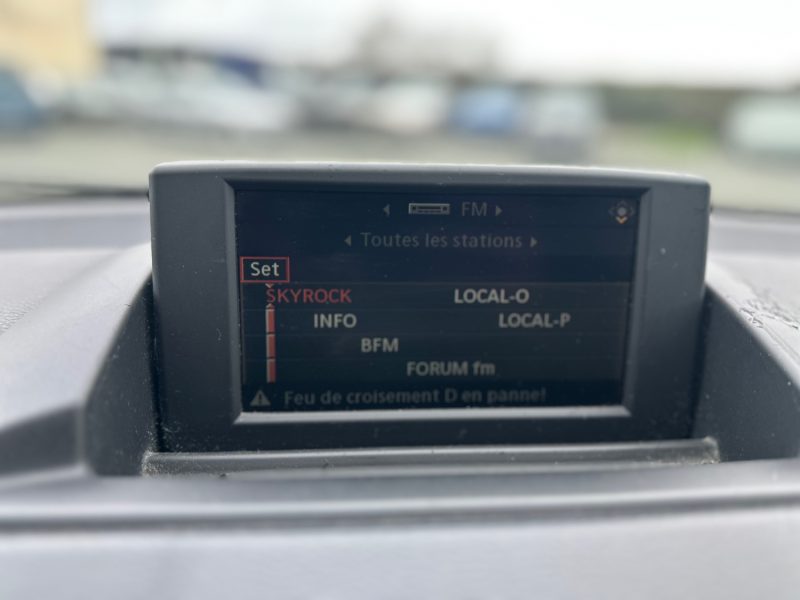 FM
Toutes les stations
Set
SKYROCK LOCAL-O
INFO LOCAL-P
BFM
FORUM fm
Feu de croisement D en panne!